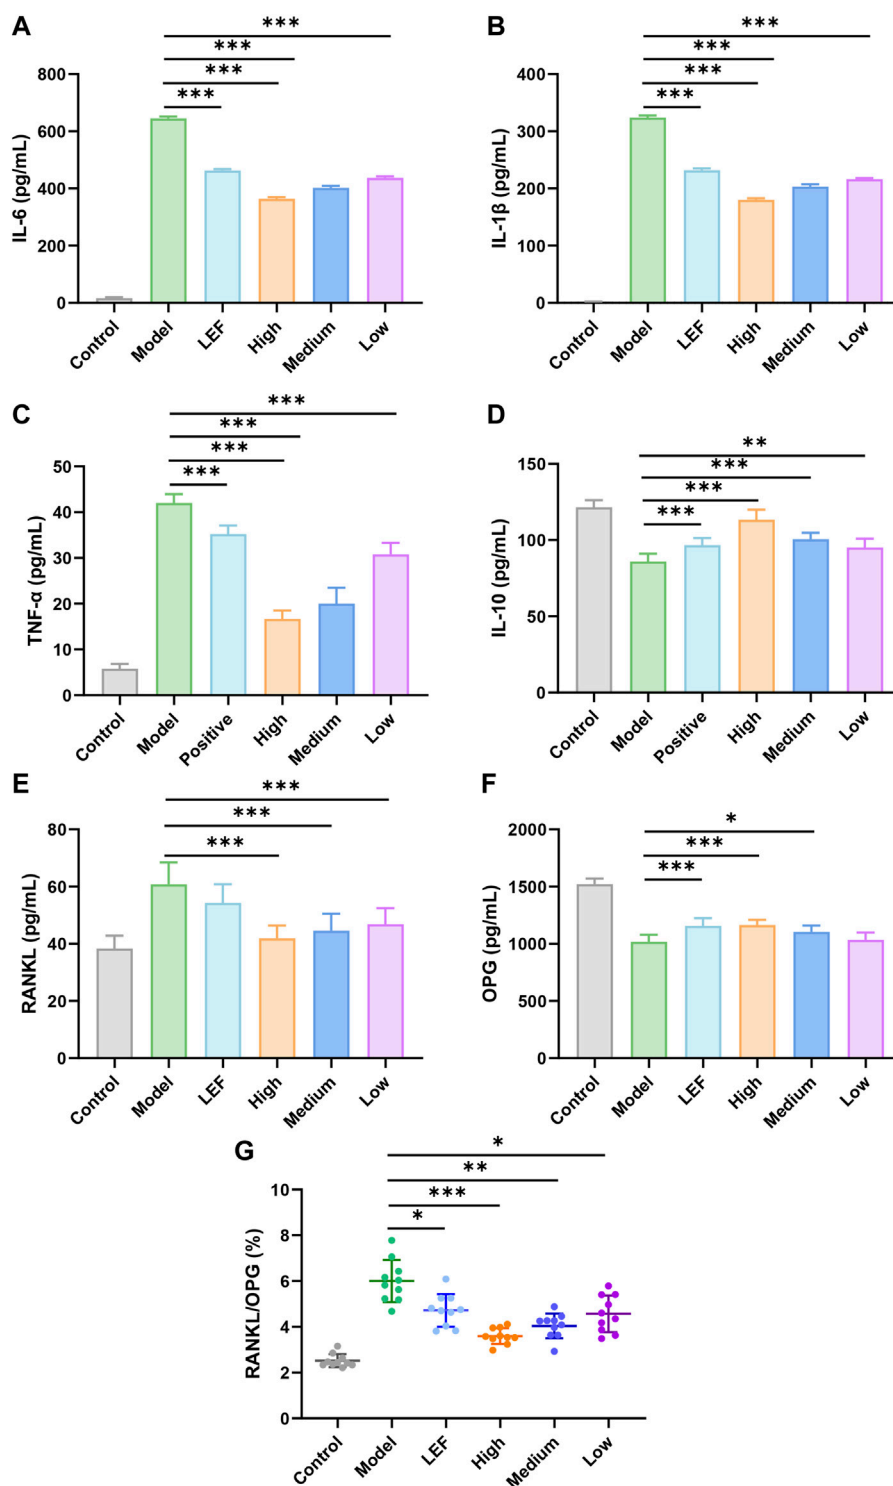 A
IL-6 (pg/mL)
800
600
400
200
0
***
***
***
***
Control
Model
LEF
High
Medium
Low
B
IL-1β (pg/mL)
400
300
200
100
0
***
***
***
***
Control
Model
LEF
High
Medium
Low
C
TNF-α (pg/mL)
50
40
30
20
10
0
***
***
***
***
Control
Model
Positive
High
Medium
Low
D
IL-10 (pg/mL)
150
100
50
0
**
***
***
***
Control
Model
Positive
High
Medium
Low
E
RANKL (pg/mL)
80
60
40
20
0
***
***
***
Control
Model
LEF
High
Medium
Low
F
OPG (pg/mL)
2000
1500
1000
500
0
*
***
***
Control
Model
LEF
High
Medium
Low
G
RANKL/OPG (%)
10
8
6
4
2
0
*
**
***
*
Control
Model
LEF
High
Medium
Low